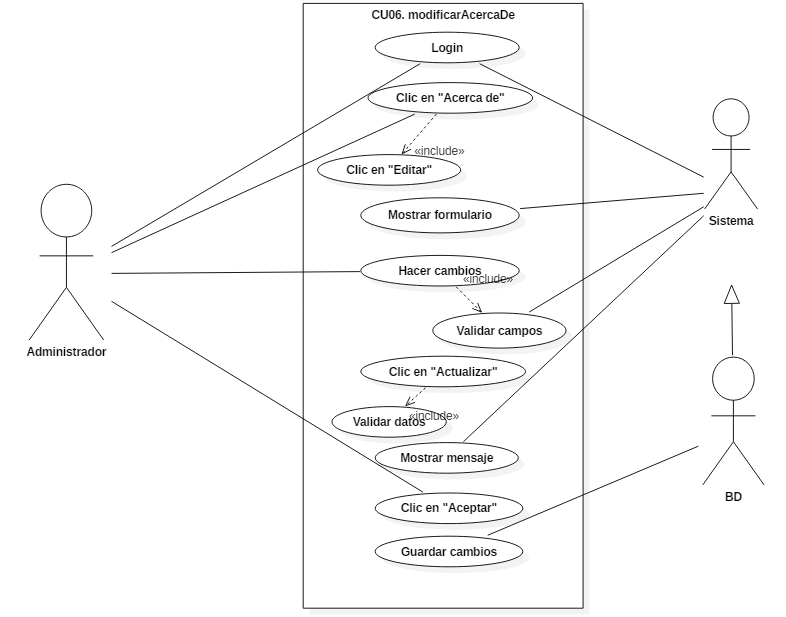 CU06. modificarAcercaDe
Login
Clic en "Acerca de"
«include»
Clic en "Editar"
Mostrar formulario
Sistema
Hacer cambios
«include»
Validar campos
Administrador
Clic en "Actualizar"
«include»
Validar datos
Mostrar mensaje
BD
Clic en "Aceptar"
Guardar cambios